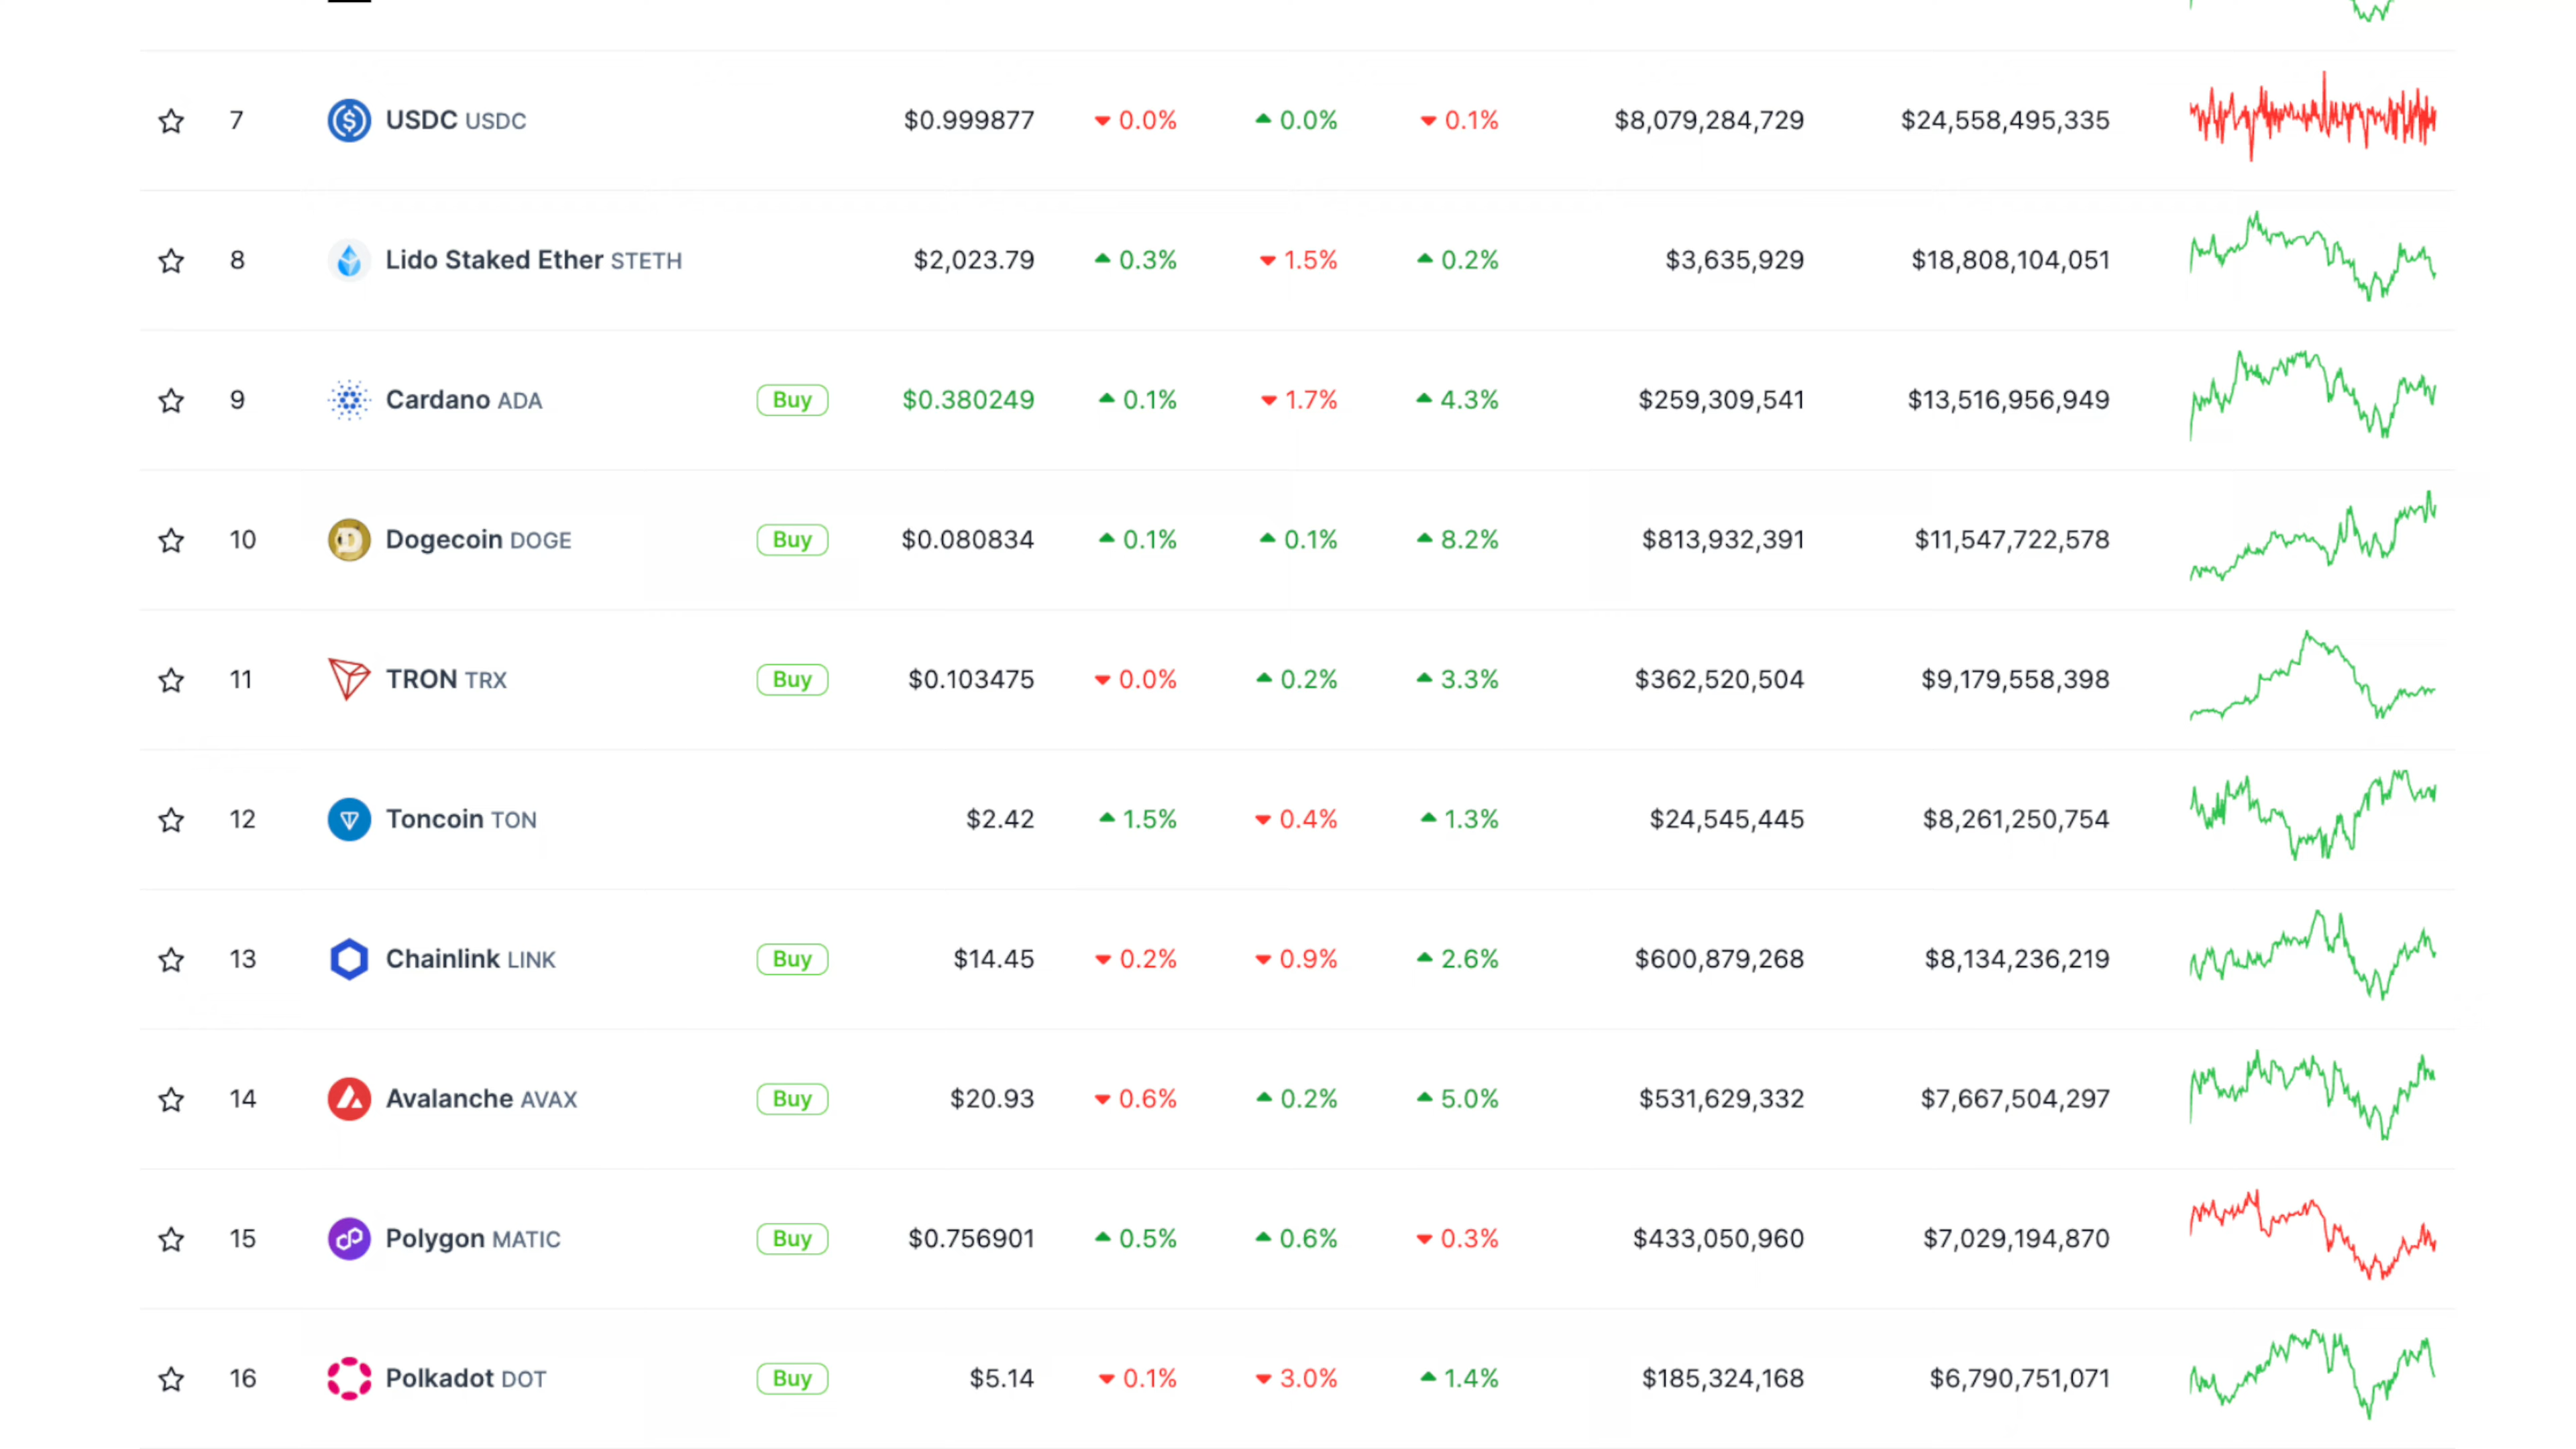 7 USDC USDC $0.999877 0.0% 0.0% 0.1% $8,079,284,729 $24,558,495,335
8 Lido Staked Ether STETH $2,023.79 0.3% 1.5% 0.2% $3,635,929 $18,808,104,051
9 Cardano ADA Buy $0.380249 0.1% 1.7% 4.3% $259,309,541 $13,516,956,949
10 Dogecoin DOGE Buy $0.080834 0.1% 0.1% 8.2% $813,932,391 $11,547,722,578
11 TRON TRX Buy $0.103475 0.0% 0.2% 3.3% $362,520,504 $9,179,558,398
12 Toncoin TON $2.42 1.5% 0.4% 1.3% $24,545,445 $8,261,250,754
13 Chainlink LINK Buy $14.45 0.2% 0.9% 2.6% $600,879,268 $8,134,236,219
14 Avalanche AVAX Buy $20.93 0.6% 0.2% 5.0% $531,629,332 $7,667,504,297
15 Polygon MATIC Buy $0.756901 0.5% 0.6% 0.3% $433,050,960 $7,029,194,870
16 Polkadot DOT Buy $5.14 0.1% 3.0% 1.4% $185,324,168 $6,790,751,071